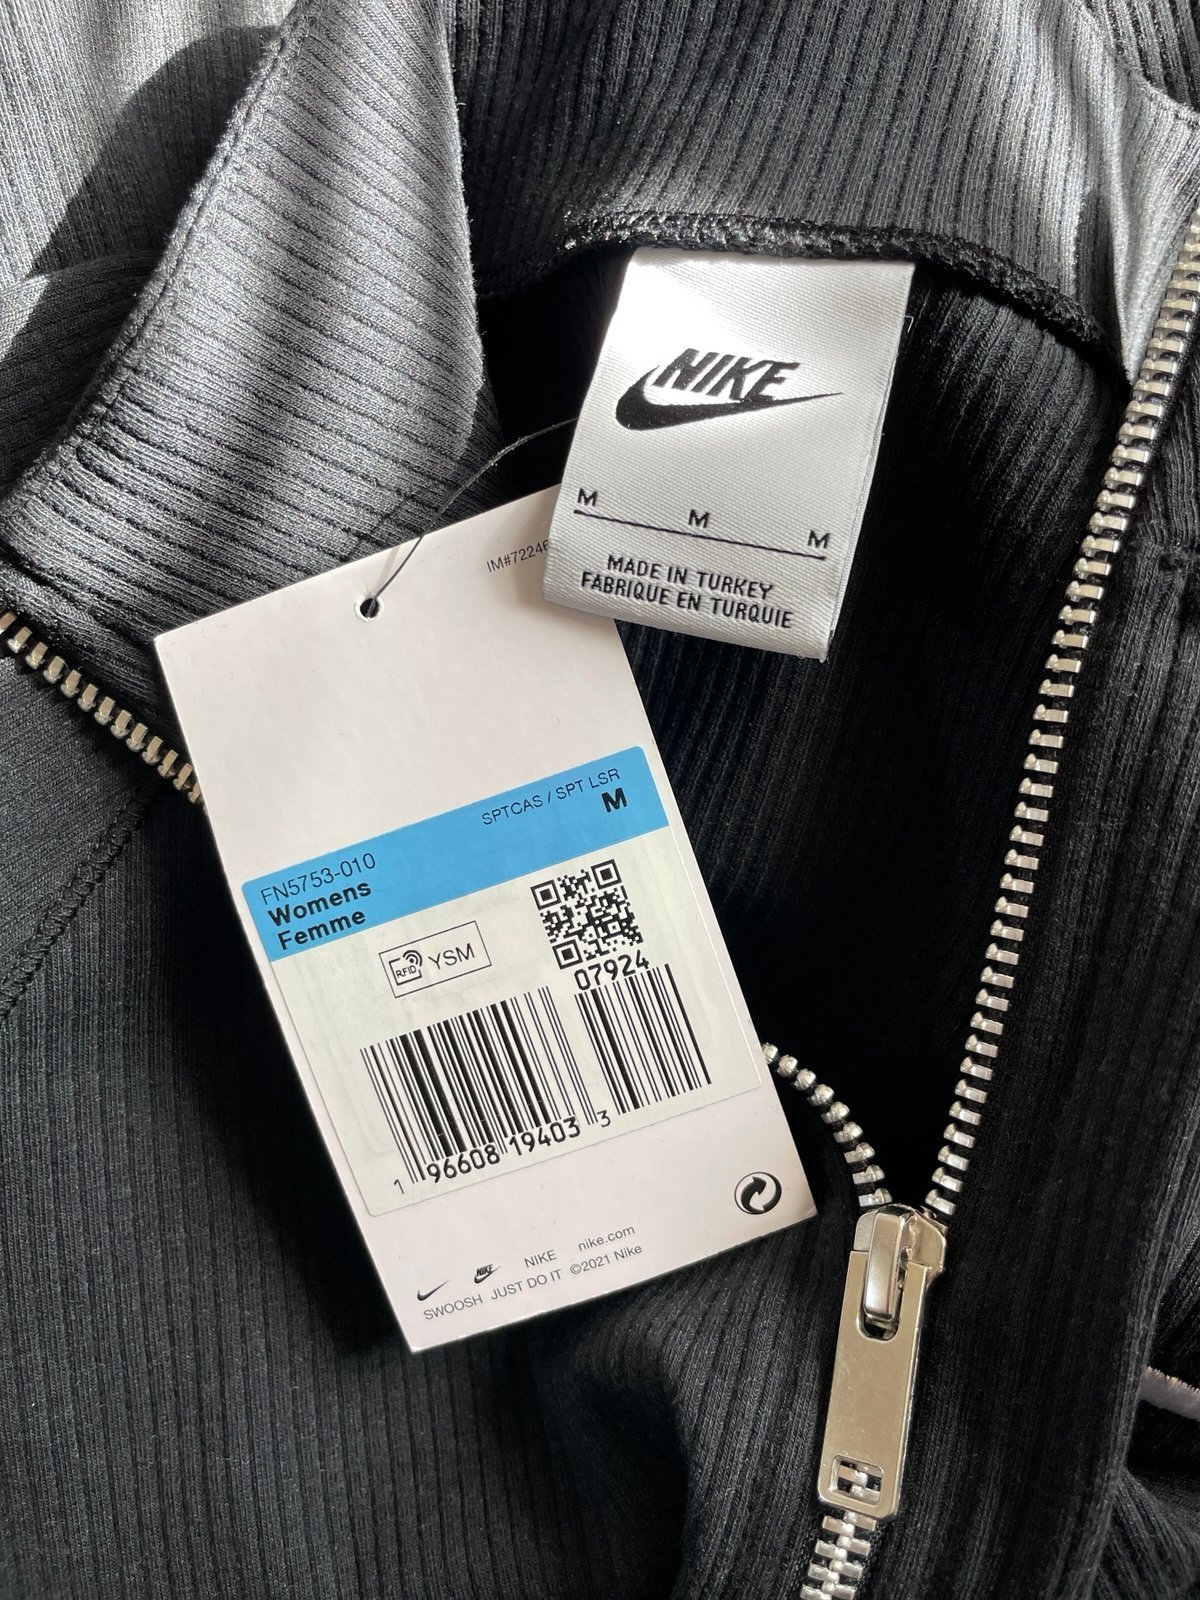 NIKE
M M M
MADE IN TURKEY
FABRIQUE EN TURQUIE
SPTCAS / SPT LSR
M
FN5753-010
Womens
Femme
RFID YSM
07924
1 96608 19403 3
NIKE
NIKE nike.com
SWOOSH JUST DO IT ©2021 Nike